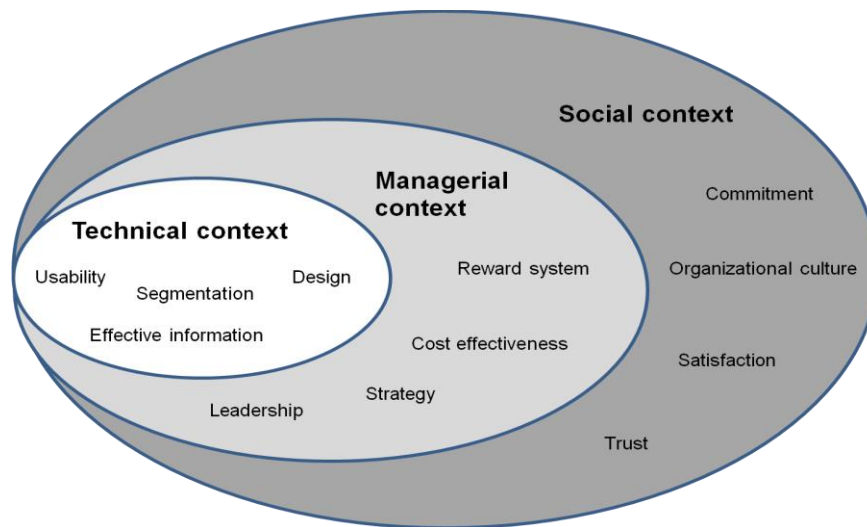 Social context
Managerial
context
Commitment
Technical context
Usability
Segmentation
Design
Reward system
Organizational culture
Effective information
Cost effectiveness
Satisfaction
Strategy
Leadership
Trust